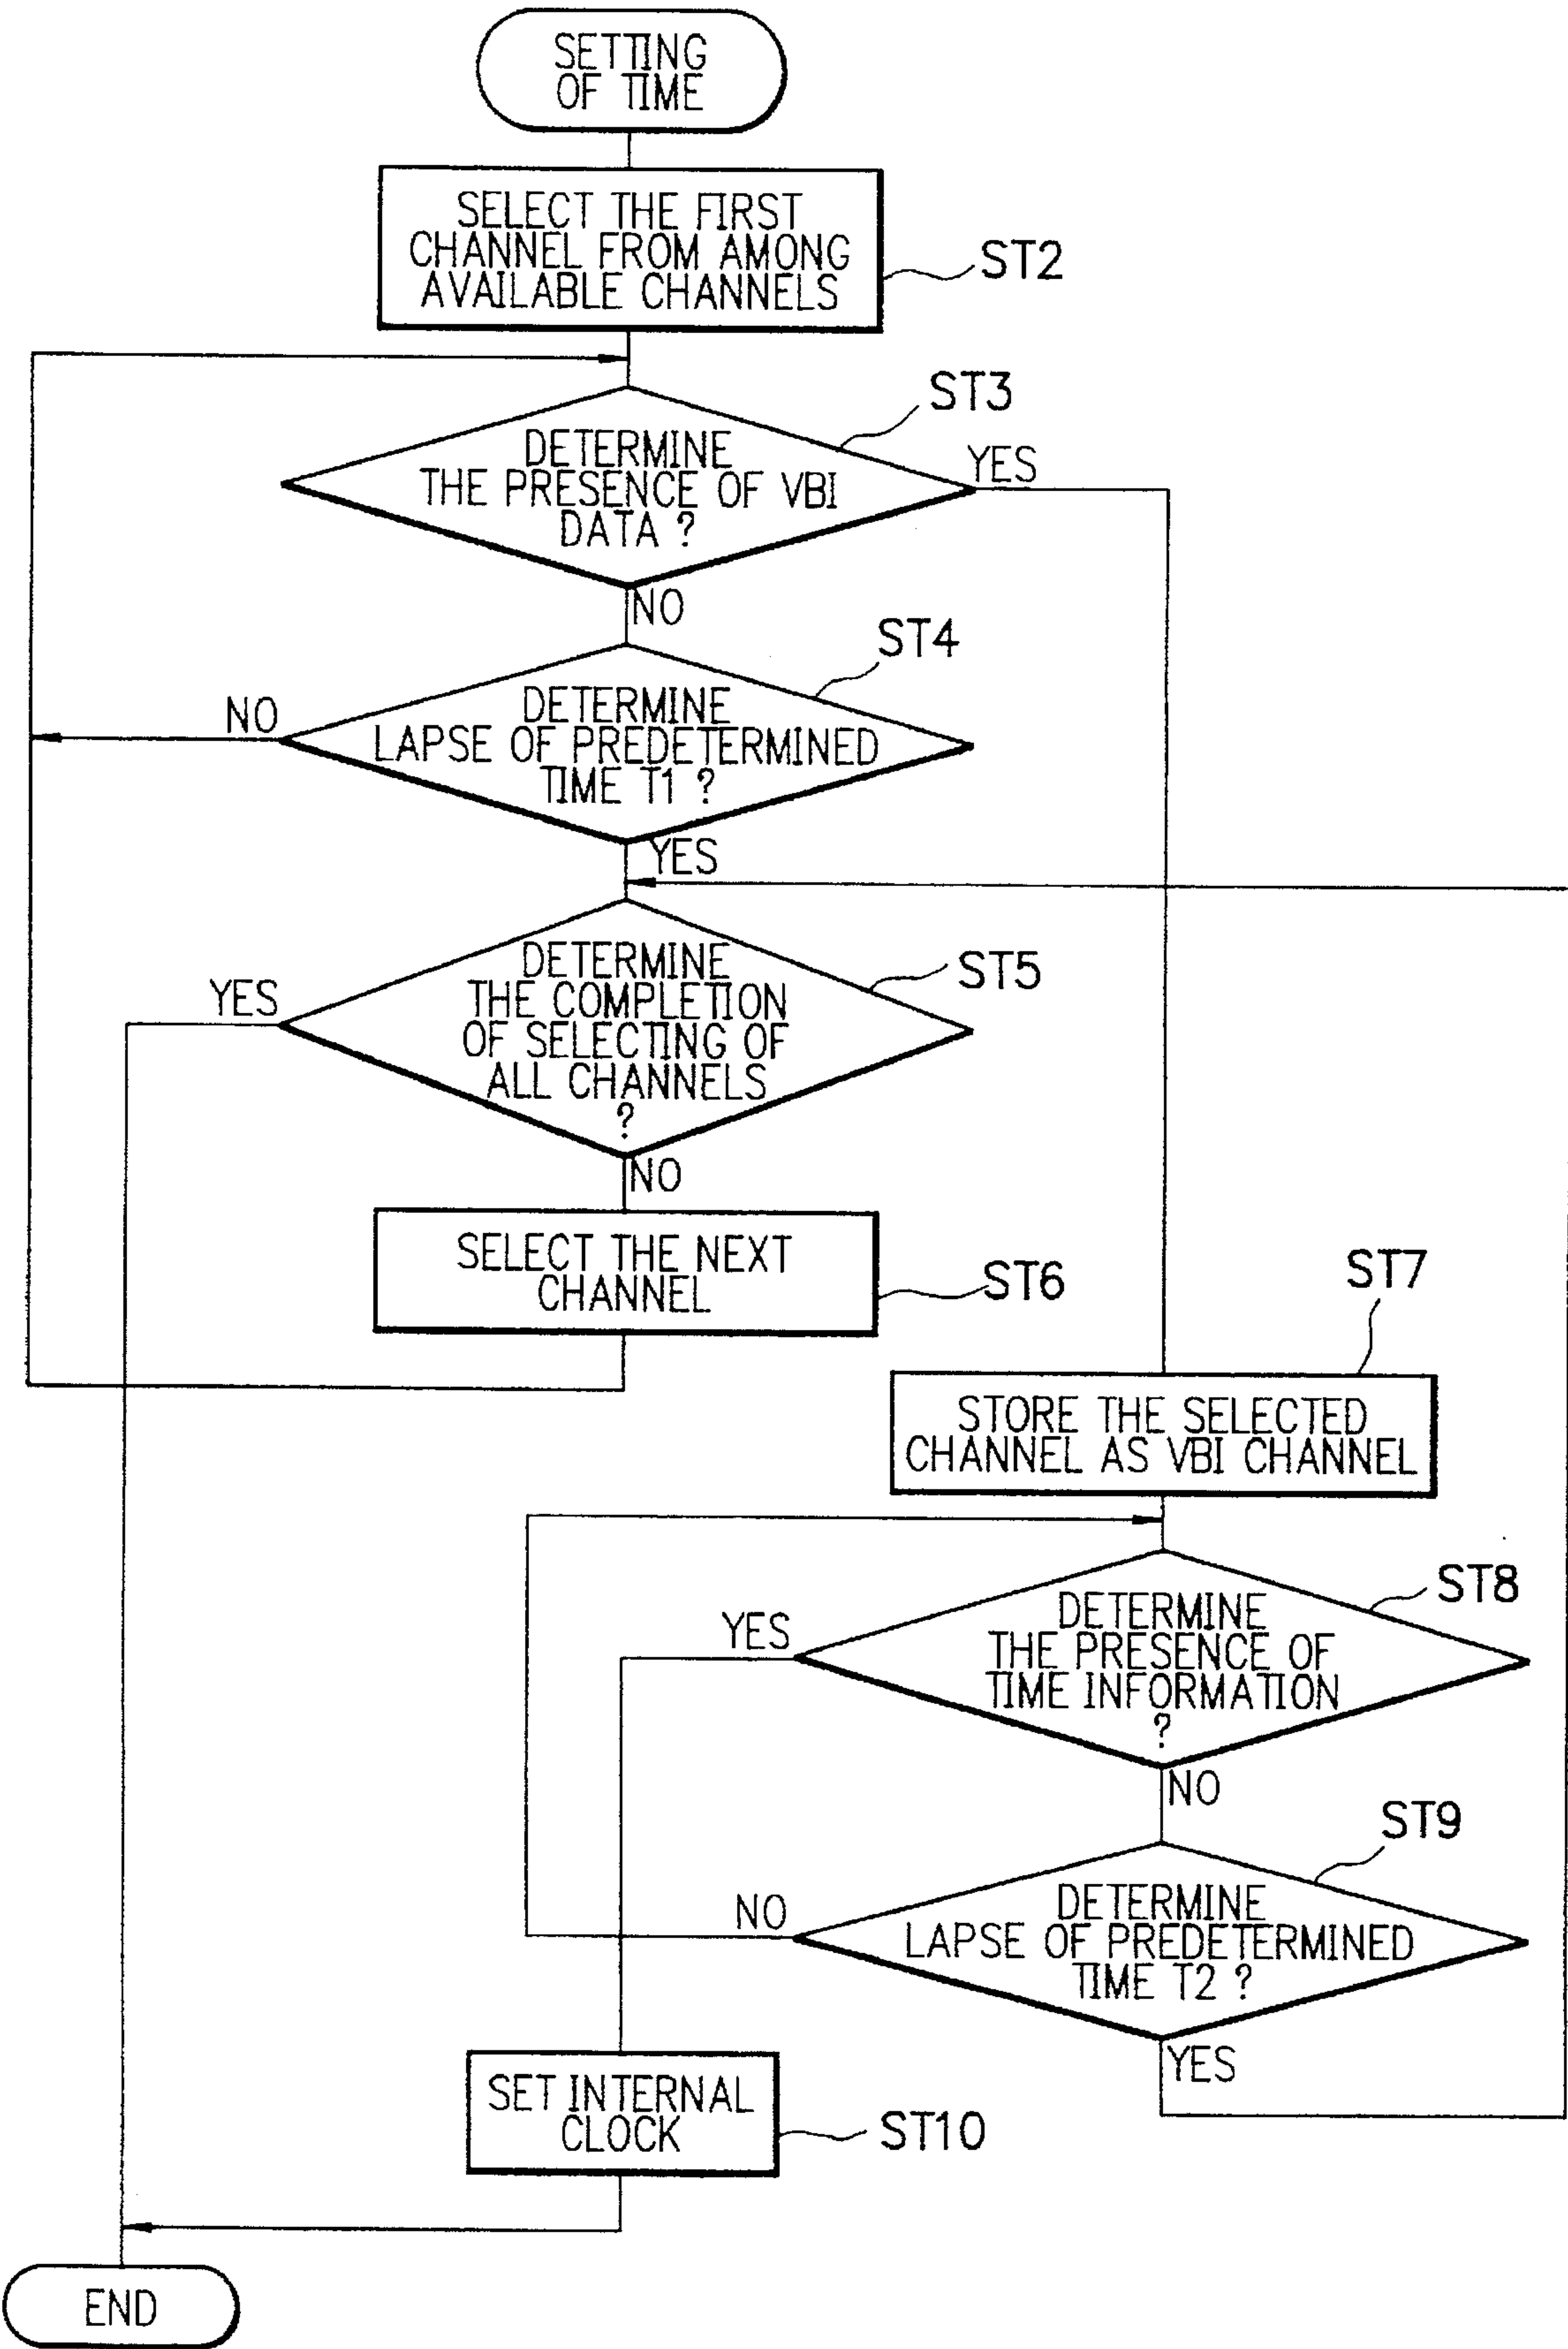 SETTING
OF TIME
SELECT THE FIRST
CHANNEL FROM AMONG
AVAILABLE CHANNELS
ST2
ST3
DETERMINE
THE PRESENCE OF VBI
DATA ?
YES
NO
ST4
DETERMINE
LAPSE OF PREDETERMINED
TIME T1 ?
NO
YES
ST5
DETERMINE
THE COMPLETION
OF SELECTING OF
ALL CHANNELS
?
YES
NO
SELECT THE NEXT
CHANNEL
ST6
ST7
STORE THE SELECTED
CHANNEL AS VBI CHANNEL
ST8
DETERMINE
THE PRESENCE OF
TIME INFORMATION
?
YES
NO
ST9
DETERMINE
LAPSE OF PREDETERMINED
TIME T2 ?
NO
YES
SET INTERNAL
CLOCK
ST10
END